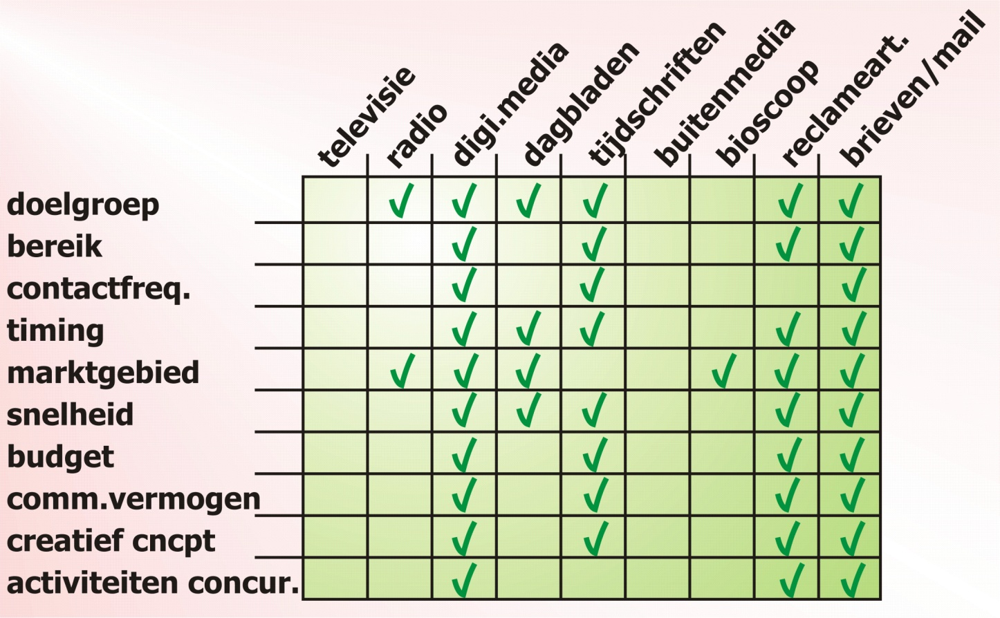 televisie
radio
digi.media
dagbladen
tijdschriften
buitenmedia
bioscoop
reclameart.
brieven/mail
doelgroep
bereik
contactfreq.
timing
marktgebied
snelheid
budget
comm.vermogen
creatief cncpt
activiteiten concur.